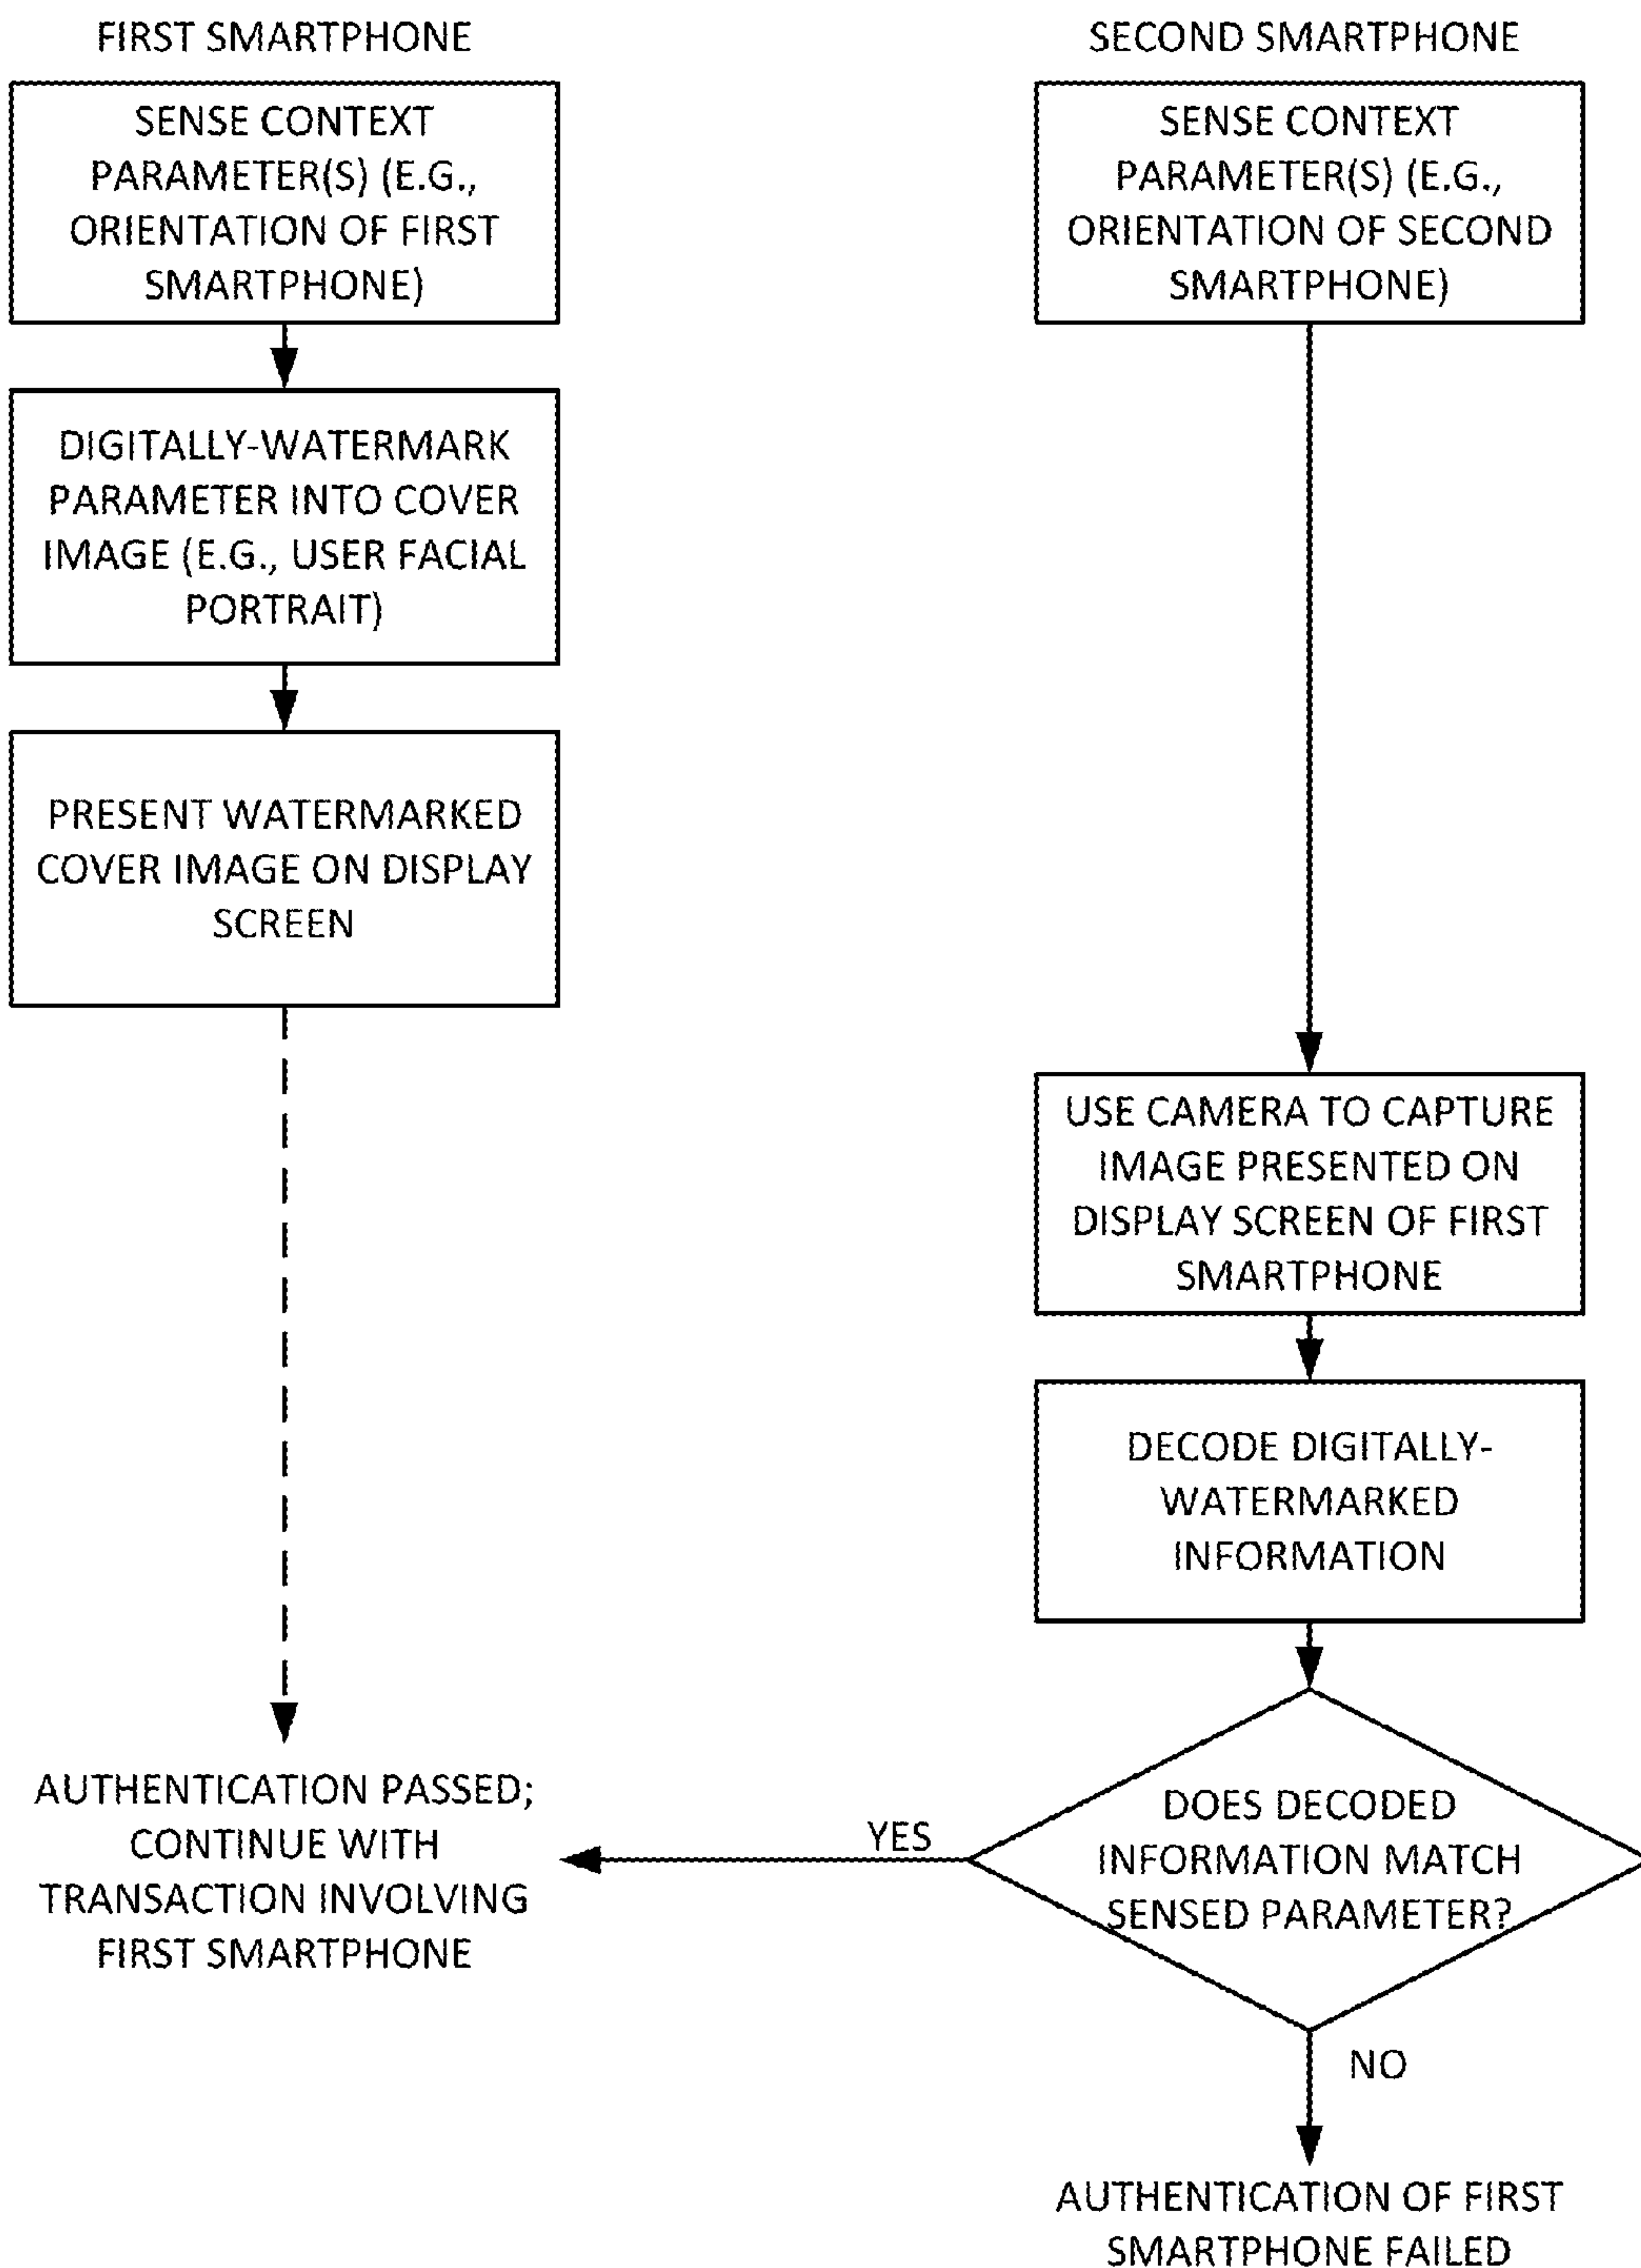 FIRST SMARTPHONE
SENSE CONTEXT
PARAMETER(S) (E.G.,
ORIENTATION OF FIRST
SMARTPHONE)
DIGITALLY-WATERMARK
PARAMETER INTO COVER
IMAGE (E.G., USER FACIAL
PORTRAIT)
PRESENT WATERMARKED
COVER IMAGE ON DISPLAY
SCREEN
AUTHENTICATION PASSED;
CONTINUE WITH
TRANSACTION INVOLVING
FIRST SMARTPHONE
SECOND SMARTPHONE
SENSE CONTEXT
PARAMETER(S) (E.G.,
ORIENTATION OF SECOND
SMARTPHONE)
USE CAMERA TO CAPTURE
IMAGE PRESENTED ON
DISPLAY SCREEN OF FIRST
SMARTPHONE
DECODE DIGITALLY-
WATERMARKED
INFORMATION
DOES DECODED
INFORMATION MATCH
SENSED PARAMETER?
YES
NO
AUTHENTICATION OF FIRST
SMARTPHONE FAILED